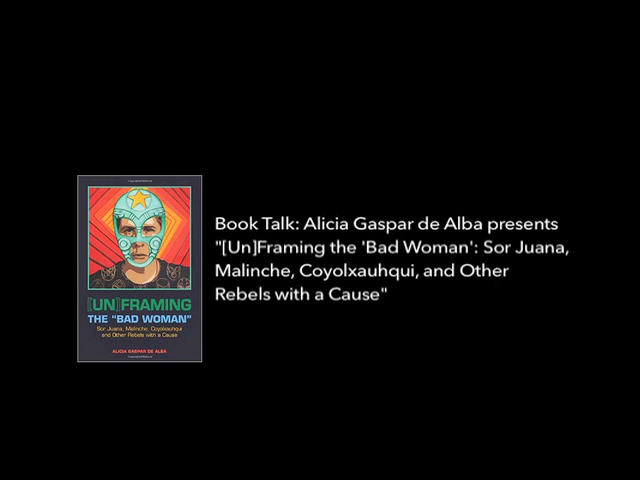 [UN]FRAMING
THE "BAD WOMAN"
Sor Juana, Malinche, Coyolxauhqui
and Other Rebels with a Cause
ALICIA GASPAR DE ALBA
Book Talk: Alicia Gaspar de Alba presents
"[Un]Framing the 'Bad Woman': Sor Juana,
Malinche, Coyolxauhqui, and Other
Rebels with a Cause"